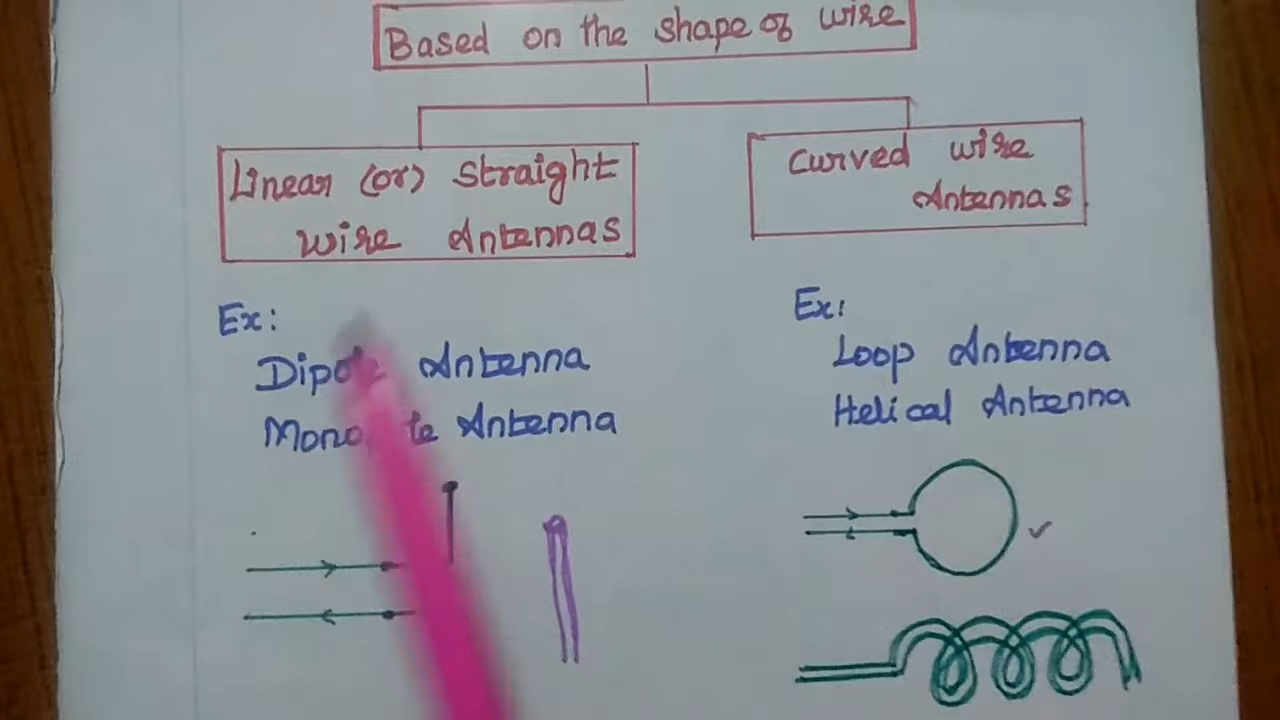 Based on the shape of wire
Linear (or) Straight
wire Antennas
Curved wire
Antennas
Ex:
Dipole Antenna
Antenna
Ex:
Loop Antenna
Helical Antenna